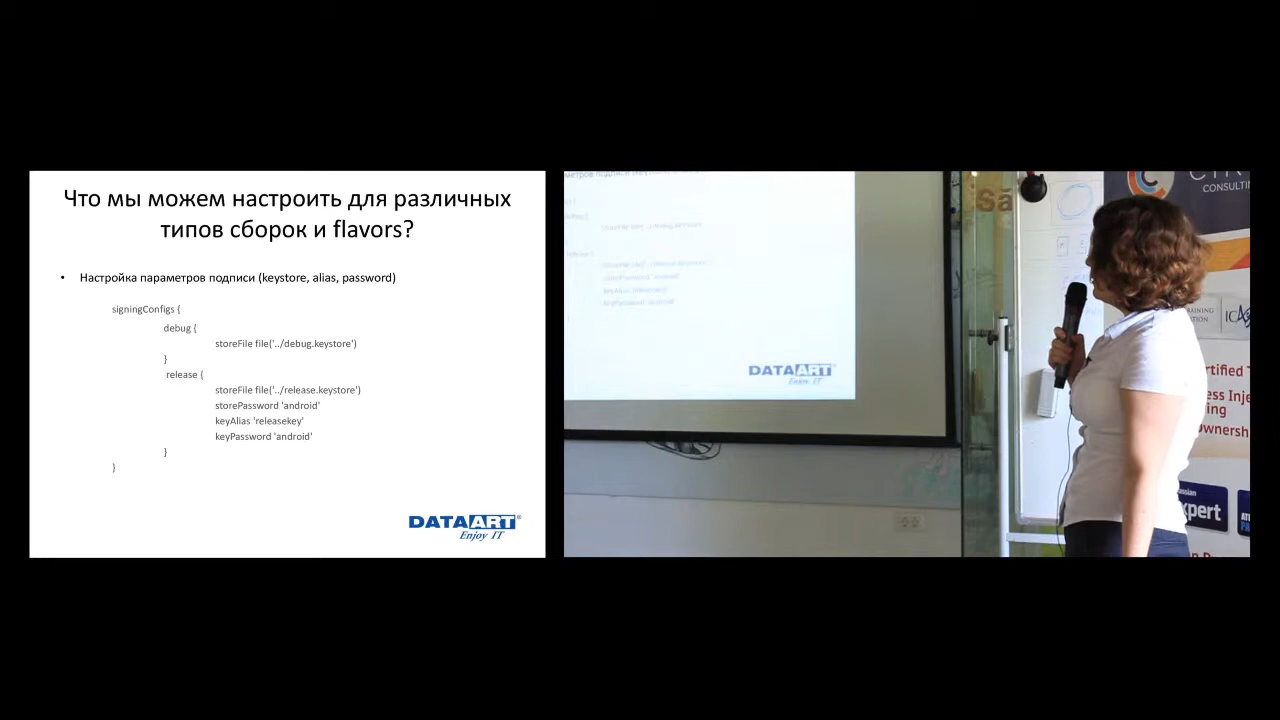 Что мы можем настроить для различных
типов сборок и flavors?
• Настройка параметров подписи (keystore, alias, password)
signingConfigs {
debug {
storeFile file('../debug.keystore')
}
release {
storeFile file('../release.keystore')
storePassword 'android'
keyAlias 'releasekey'
keyPassword 'android'
}
}
DATAART®
Enjoy IT
DATAART
Enjoy IT
CONSULTIN